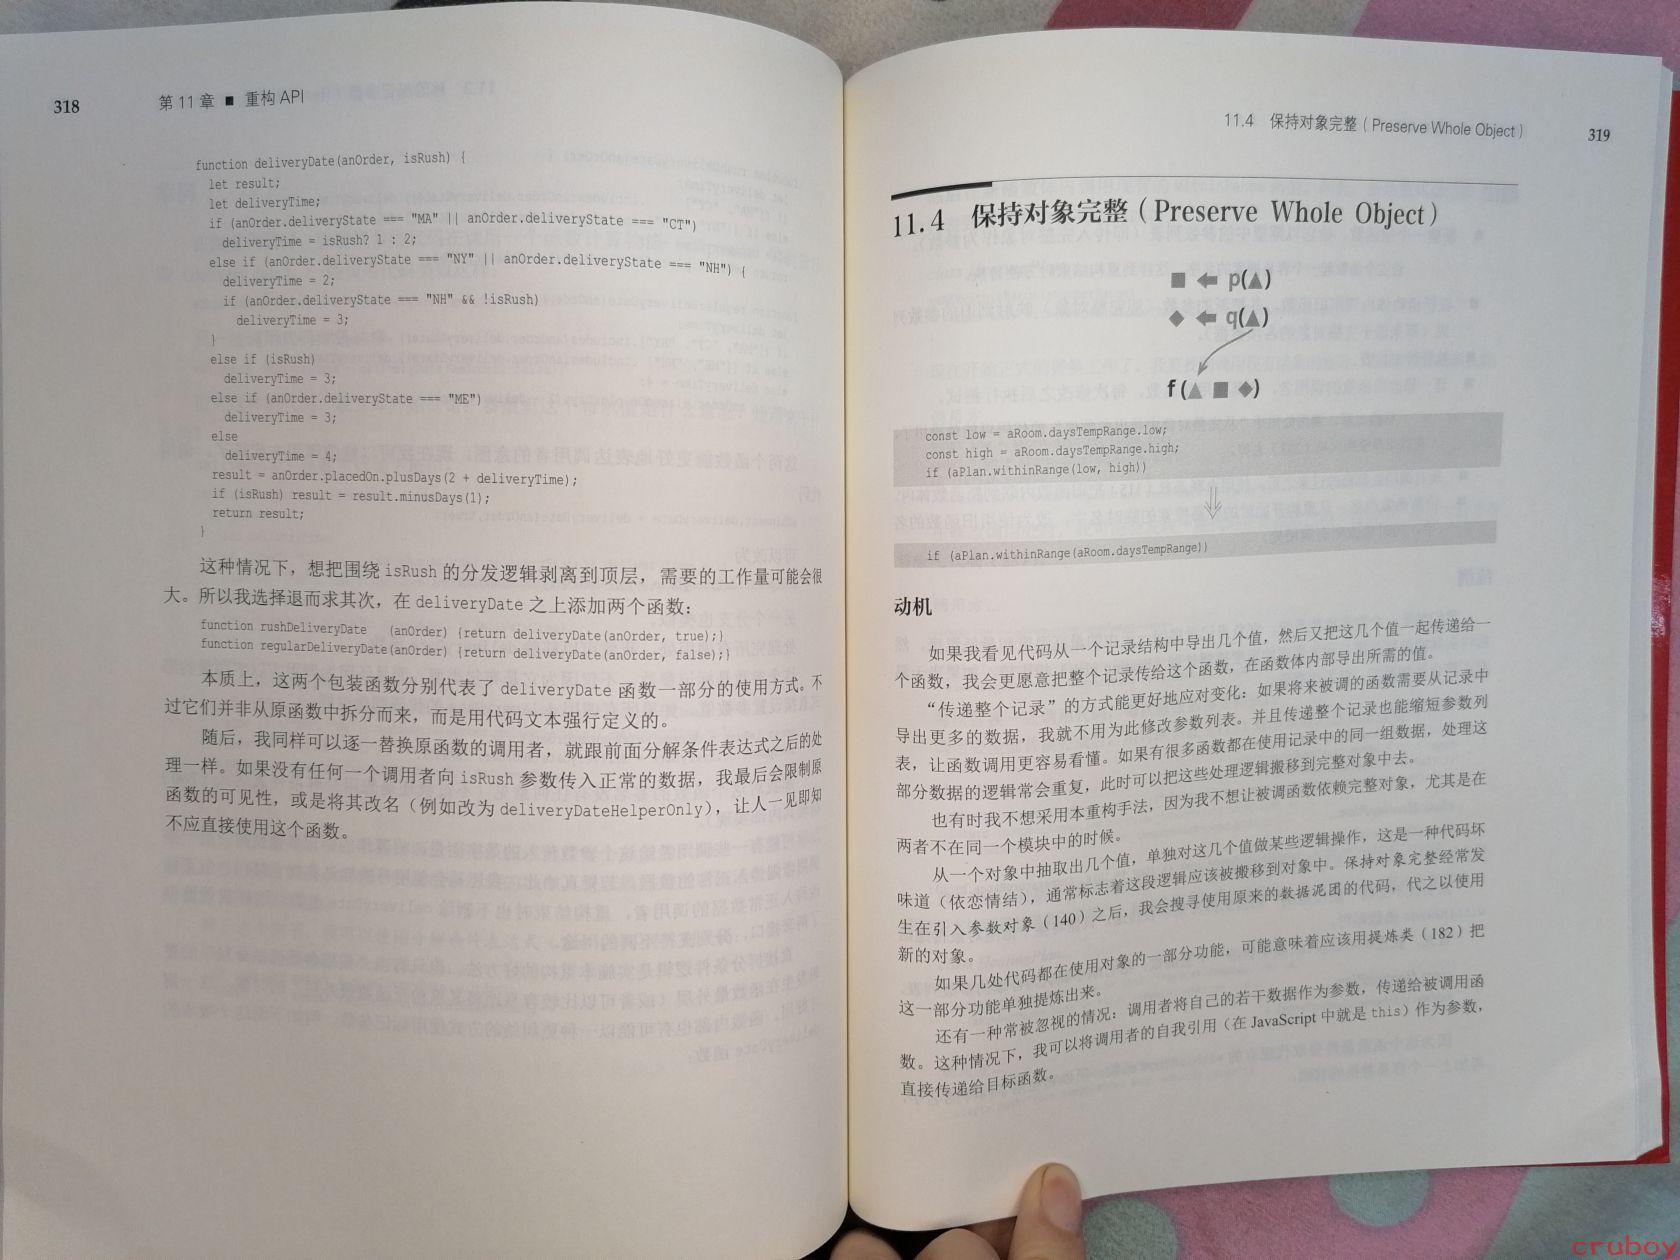 318 第 11 章 ■ 重构 API
function deliveryDate(anOrder, isRush) {
let result;
let deliveryTime;
if (anOrder.deliveryState === "MA" || anOrder.deliveryState === "CT")
deliveryTime = isRush? 1 : 2;
else if (anOrder.deliveryState === "NY" || anOrder.deliveryState === "NH") {
deliveryTime = 2;
if (anOrder.deliveryState === "NH" && !isRush)
deliveryTime = 3;
}
else if (isRush)
deliveryTime = 3;
else if (anOrder.deliveryState === "ME")
deliveryTime = 3;
else
deliveryTime = 4;
result = anOrder.placedOn.plusDays(2 + deliveryTime);
if (isRush) result = result.minusDays(1);
return result;
}
这种情况下，想把围绕 isRush 的分发逻辑剥离到顶层，需要的工作量可能会很
大。所以我选择退而求其次，在 deliveryDate 之上添加两个函数：
function rushDeliveryDate (anOrder) {return deliveryDate(anOrder, true);}
function regularDeliveryDate(anOrder) {return deliveryDate(anOrder, false);}
本质上，这两个包装函数分别代表了 deliveryDate 函数一部分的使用方式。不
过它们并非从原函数中拆分而来，而是用代码文本强行定义的。
随后，我同样可以逐一替换原函数的调用者，就跟前面分解条件表达式之后的处
理一样。如果没有任何一个调用者向 isRush 参数传入正常的数据，我最后会限制原
函数的可见性，或是将其改名（例如改为 deliveryDateHelperOnly），让人一见即知
不应直接使用这个函数。
11.4 保持对象完整（Preserve Whole Object） 319
11.4 保持对象完整（Preserve Whole Object）
■ ⬅ p(▲)
◆ ⬅ q(▲)
f(▲ ■ ◆)
const low = aRoom.daysTempRange.low;
const high = aRoom.daysTempRange.high;
if (aPlan.withinRange(low, high))
if (aPlan.withinRange(aRoom.daysTempRange))
动机
如果我看见代码从一个记录结构中导出几个值，然后又把这几个值一起传递给一
个函数，我会更愿意把整个记录传给这个函数，在函数体内部导出所需的值。
“传递整个记录”的方式能更好地应对变化：如果将来被调的函数需要从记录中
导出更多的数据，我就不用为此修改参数列表。并且传递整个记录也能缩短参数列
表，让函数调用更容易看懂。如果有很多函数都在使用记录中的同一组数据，处理这
部分数据的逻辑常会重复，此时可以把这些处理逻辑搬移到完整对象中去。
也有时我不想采用本重构手法，因为我不想让被调函数依赖完整对象，尤其是在
两者不在同一个模块中的时候。
从一个对象中抽取出几个值，单独对这几个值做某些逻辑操作，这是一种代码坏
味道（依恋情结），通常标志着这段逻辑应该被搬移到对象中。保持对象完整经常发
生在引入参数对象（140）之后，我会搜寻使用原来的数据泥团的代码，代之以使用
新的对象。
如果几处代码都在使用对象的一部分功能，可能意味着应该用提炼类（182）把
这一部分功能单独提炼出来。
还有一种常被忽视的情况：调用者将自己的若干数据作为参数，传递给被调用函
数。这种情况下，我可以将调用者的自我引用（在 JavaScript 中就是 this）作为参数，
直接传递给目标函数。
cruboy